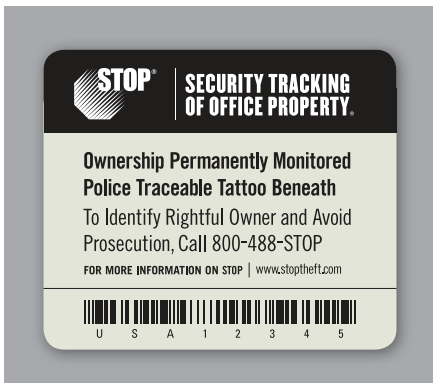 STOP®
SECURITY TRACKING
OF OFFICE PROPERTY®
Ownership Permanently Monitored
Police Traceable Tattoo Beneath
To Identify Rightful Owner and Avoid
Prosecution, Call 800-488-STOP
FOR MORE INFORMATION ON STOP | www.stoptheft.com
U S A 1 2 3 4 5